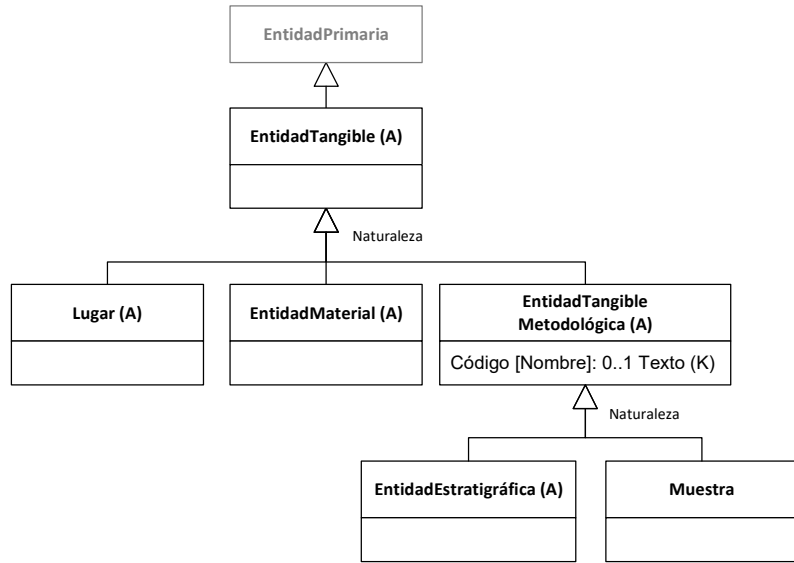 EntidadPrimaria
EntidadTangible (A)
Naturaleza
Lugar (A)
EntidadMaterial (A)
EntidadTangible
Metodológica (A)
Código [Nombre]: 0..1 Texto (K)
Naturaleza
EntidadEstratigráfica (A)
Muestra